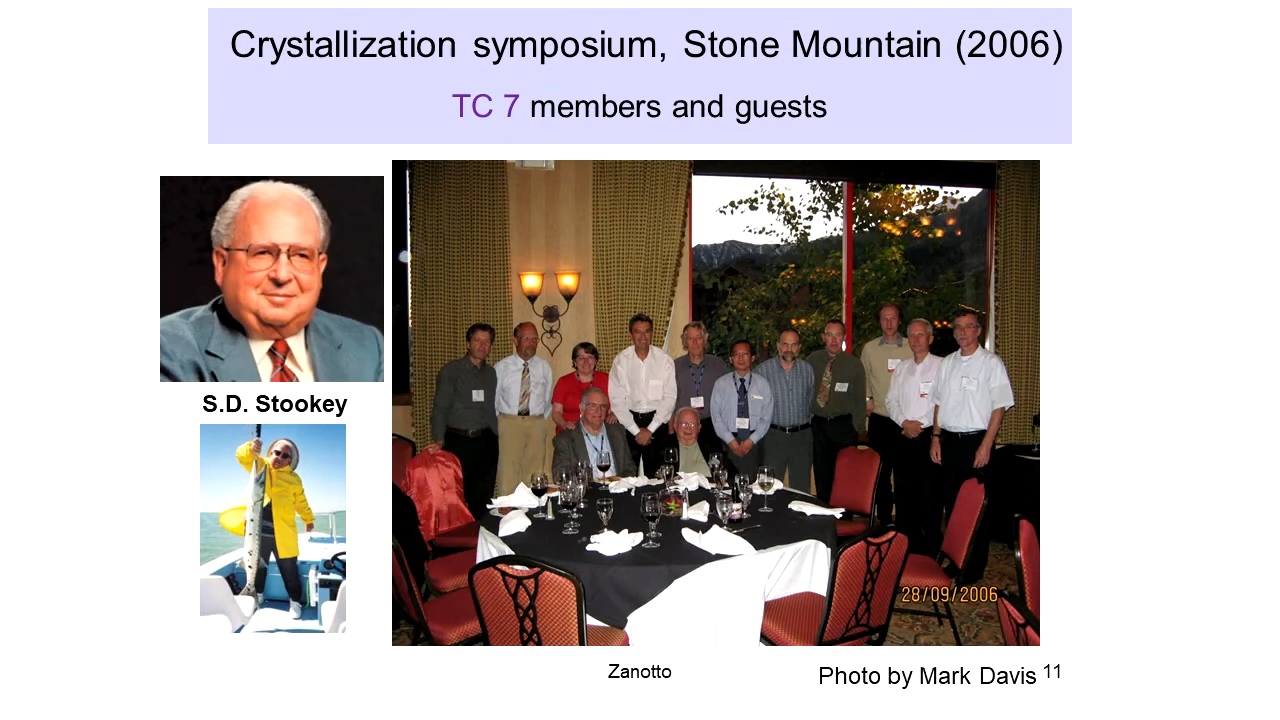 Crystallization symposium, Stone Mountain (2006)
TC 7 members and guests
S.D. Stookey
28/09/2006
Zanotto
Photo by Mark Davis 11